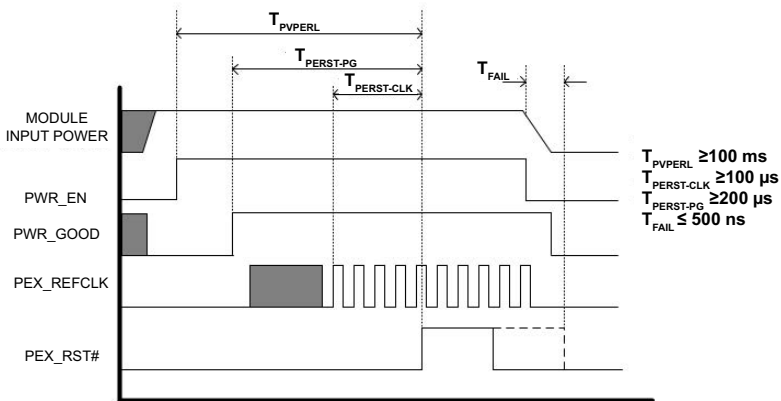 TPVPERL
TPERST-PG
TPERST-CLK
TFAIL
MODULE
INPUT POWER
PWR_EN
PWR_GOOD
PEX_REFCLK
PEX_RST#
TPVPERL ≥100 ms
TPERST-CLK ≥100 µs
TPERST-PG ≥200 µs
TFAIL ≤ 500 ns